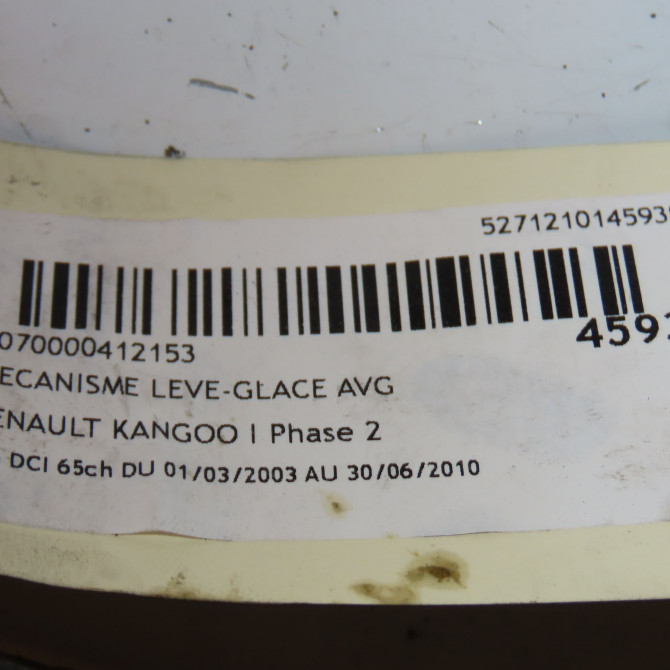 5271210145939
4593
070000412153
ECANISME LEVE-GLACE AVG
ENAULT KANGOO I Phase 2
DCI 65ch DU 01/03/2003 AU 30/06/2010